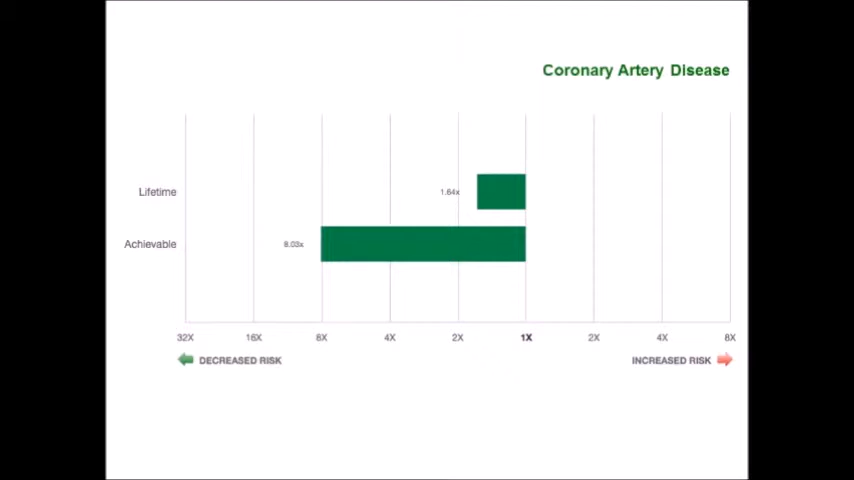 Coronary Artery Disease
Lifetime
1.64x
Achievable
8.03x
32X 16X 8X 4X 2X 1X 2X 4X 8X
DECREASED RISK INCREASED RISK